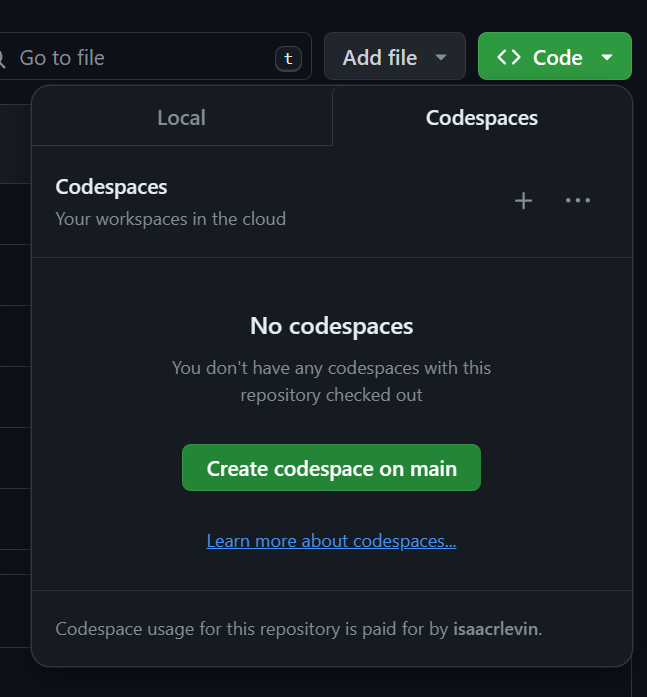 Go to file
t
Add file
<> Code
Local
Codespaces
Codespaces
Your workspaces in the cloud
No codespaces
You don't have any codespaces with this
repository checked out
Create codespace on main
Learn more about codespaces...
Codespace usage for this repository is paid for by isaacrlevin.